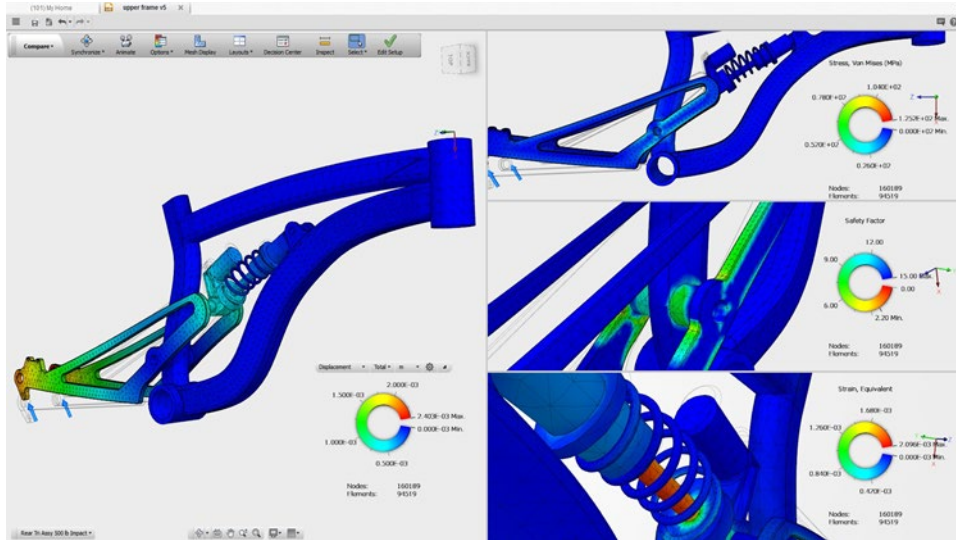 (101) My Home
upper frame v5
Compare
Synchronize
Animate
Options
Mesh Display
Layouts
Decision Center
Inspect
Select
Edit Setup
TOP
Displacement Total m
2.000E-03
1.500E-03
2.403E-03 Max.
0.000E-03 Min.
1.000E-03
0.500E-03
Nodes: 160189
Elements: 94519
Rear Tri Assy 500 lb Impact
Stress, Von Mises (MPa)
1.040E+02
0.780E+02
1.252E+02 Max.
0.000E+02 Min.
0.520E+02
0.260E+02
Nodes: 160189
Elements: 94519
Safety Factor
12.00
9.00
15.00 Max.
0.00
6.00
2.20 Min.
Nodes: 160189
Elements: 94519
Strain, Equivalent
1.680E-03
1.260E-03
2.096E-03 Max.
0.000E-03 Min.
0.840E-03
0.420E-03
Nodes: 160189
Elements: 94519